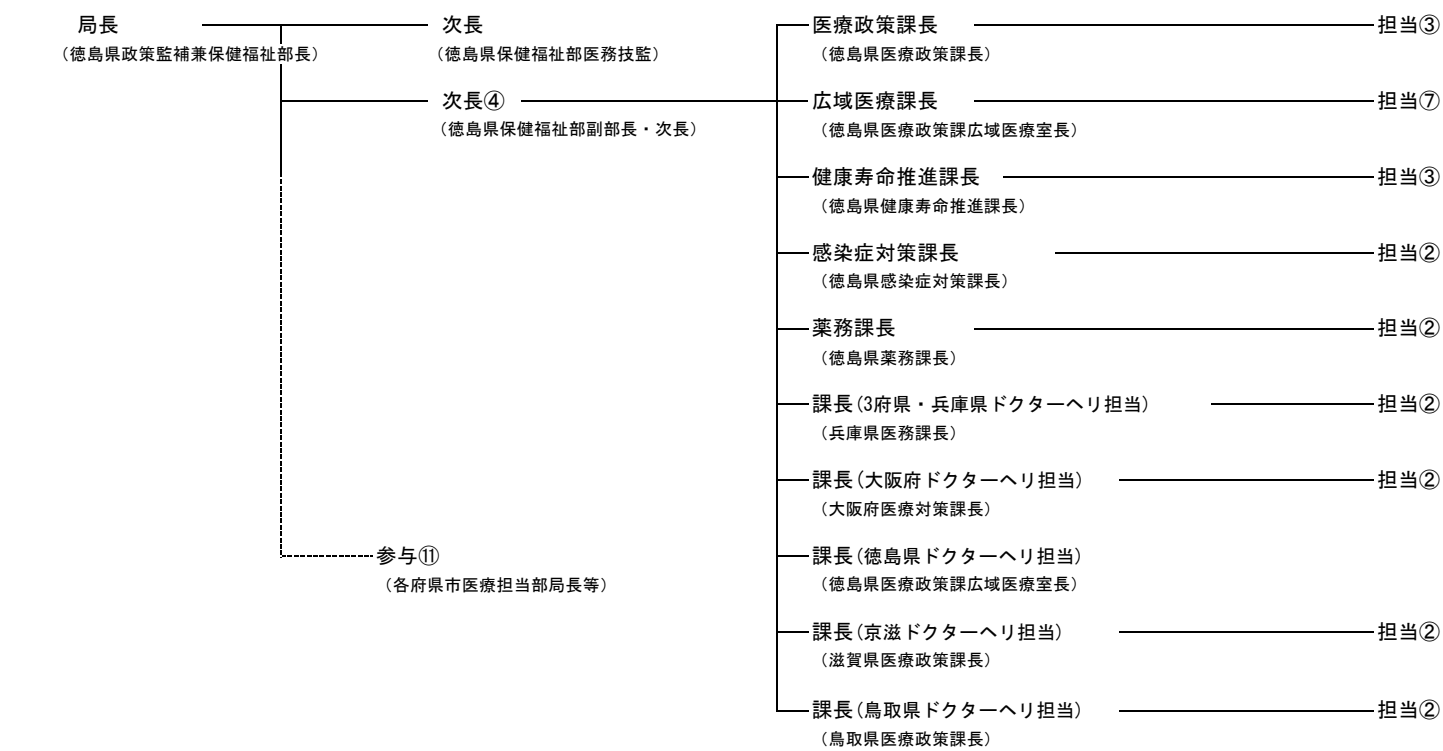 局長 次長 医療政策課長 担当③
（徳島県政策監補兼保健福祉部長） （徳島県保健福祉部医務技監） （徳島県医療政策課長）
次長④ 広域医療課長 担当⑦
（徳島県保健福祉部副部長・次長） （徳島県医療政策課広域医療室長）
健康寿命推進課長 担当③
（徳島県健康寿命推進課長）
感染症対策課長 担当②
（徳島県感染症対策課長）
薬務課長 担当②
（徳島県薬務課長）
課長(3府県・兵庫県ドクターヘリ担当) 担当②
（兵庫県医務課長）
課長(大阪府ドクターヘリ担当) 担当②
（大阪府医療対策課長）
参与⑪ 課長(徳島県ドクターヘリ担当)
（各府県市医療担当部局長等） （徳島県医療政策課広域医療室長）
課長(京滋ドクターヘリ担当) 担当②
（滋賀県医療政策課長）
課長(鳥取県ドクターヘリ担当) 担当②
（鳥取県医療政策課長）